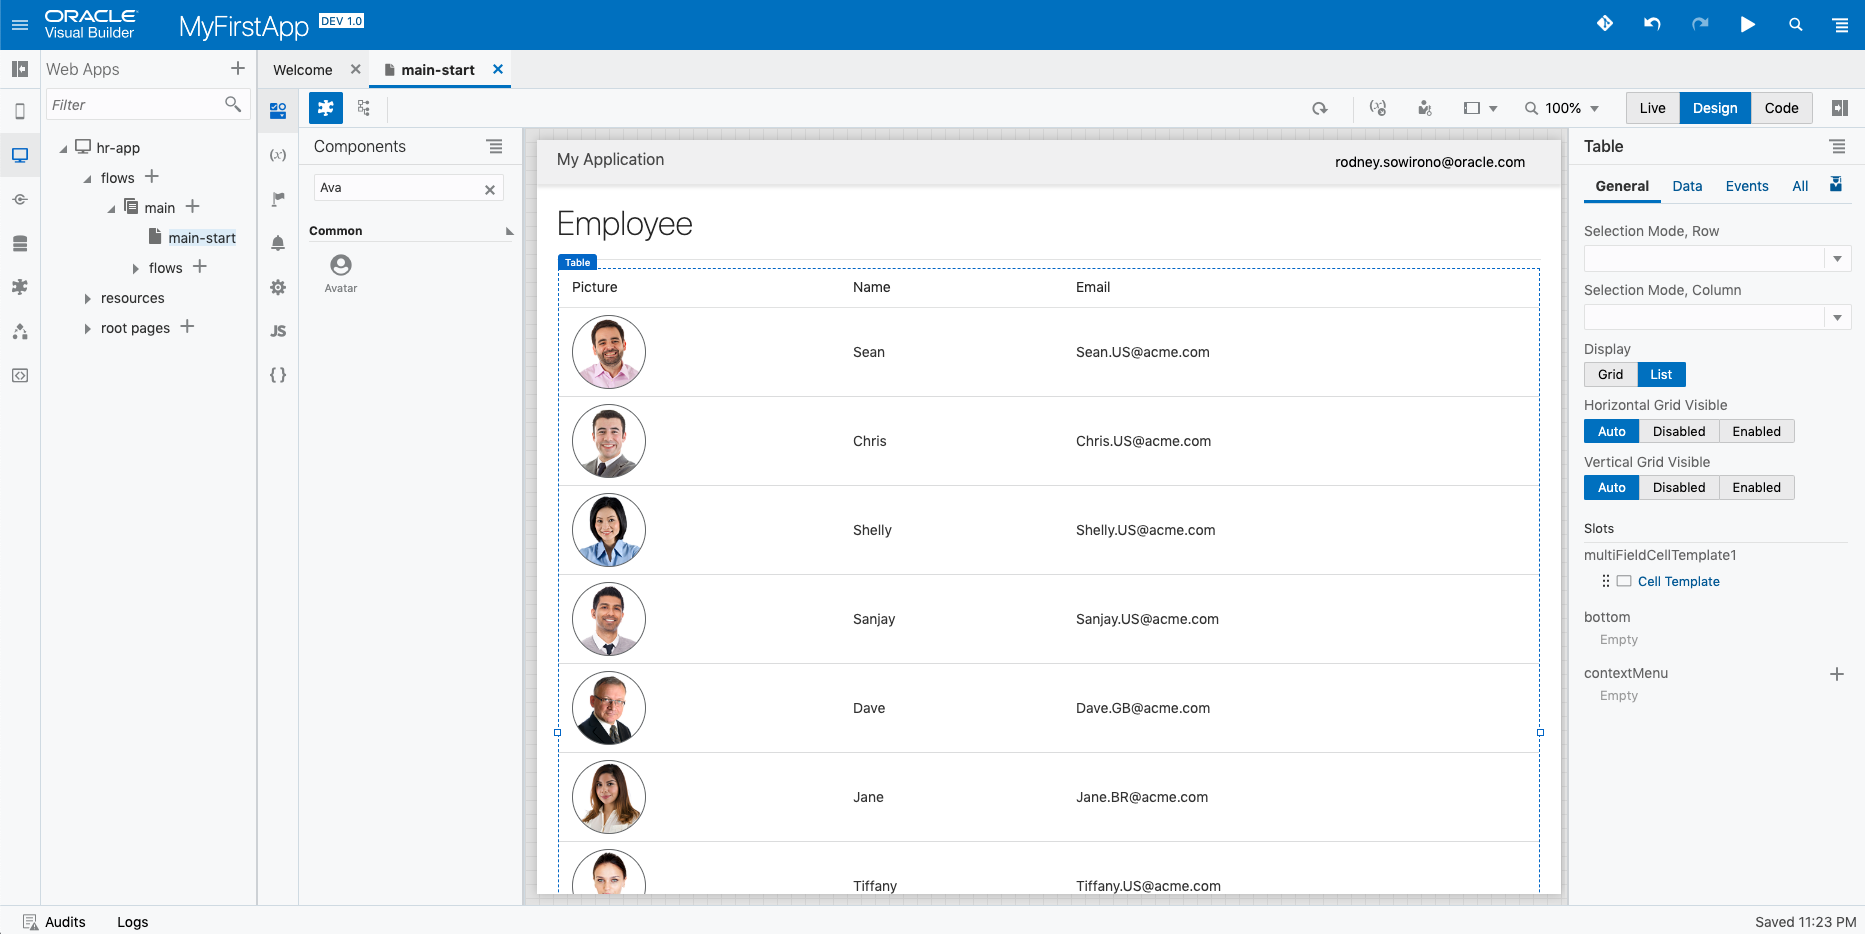 ORACLE
Visual Builder
MyFirstApp
DEV 1.0
Web Apps
Filter
hr-app
flows
main
main-start
flows
resources
root pages
Welcome
main-start
(x)
JS
{ }
Components
Ava
Common
Avatar
100%
Live
Design
Code
My Application
rodney.sowirono@oracle.com
Employee
Table
Picture Name Email
Sean Sean.US@acme.com
Chris Chris.US@acme.com
Shelly Shelly.US@acme.com
Sanjay Sanjay.US@acme.com
Dave Dave.GB@acme.com
Jane Jane.BR@acme.com
Tiffany Tiffany.US@acme.com
Table
General Data Events All
Selection Mode, Row
Selection Mode, Column
Display
Grid List
Horizontal Grid Visible
Auto Disabled Enabled
Vertical Grid Visible
Auto Disabled Enabled
Slots
multiFieldCellTemplate1
Cell Template
bottom
Empty
contextMenu
Empty
Audits Logs
Saved 11:23 PM